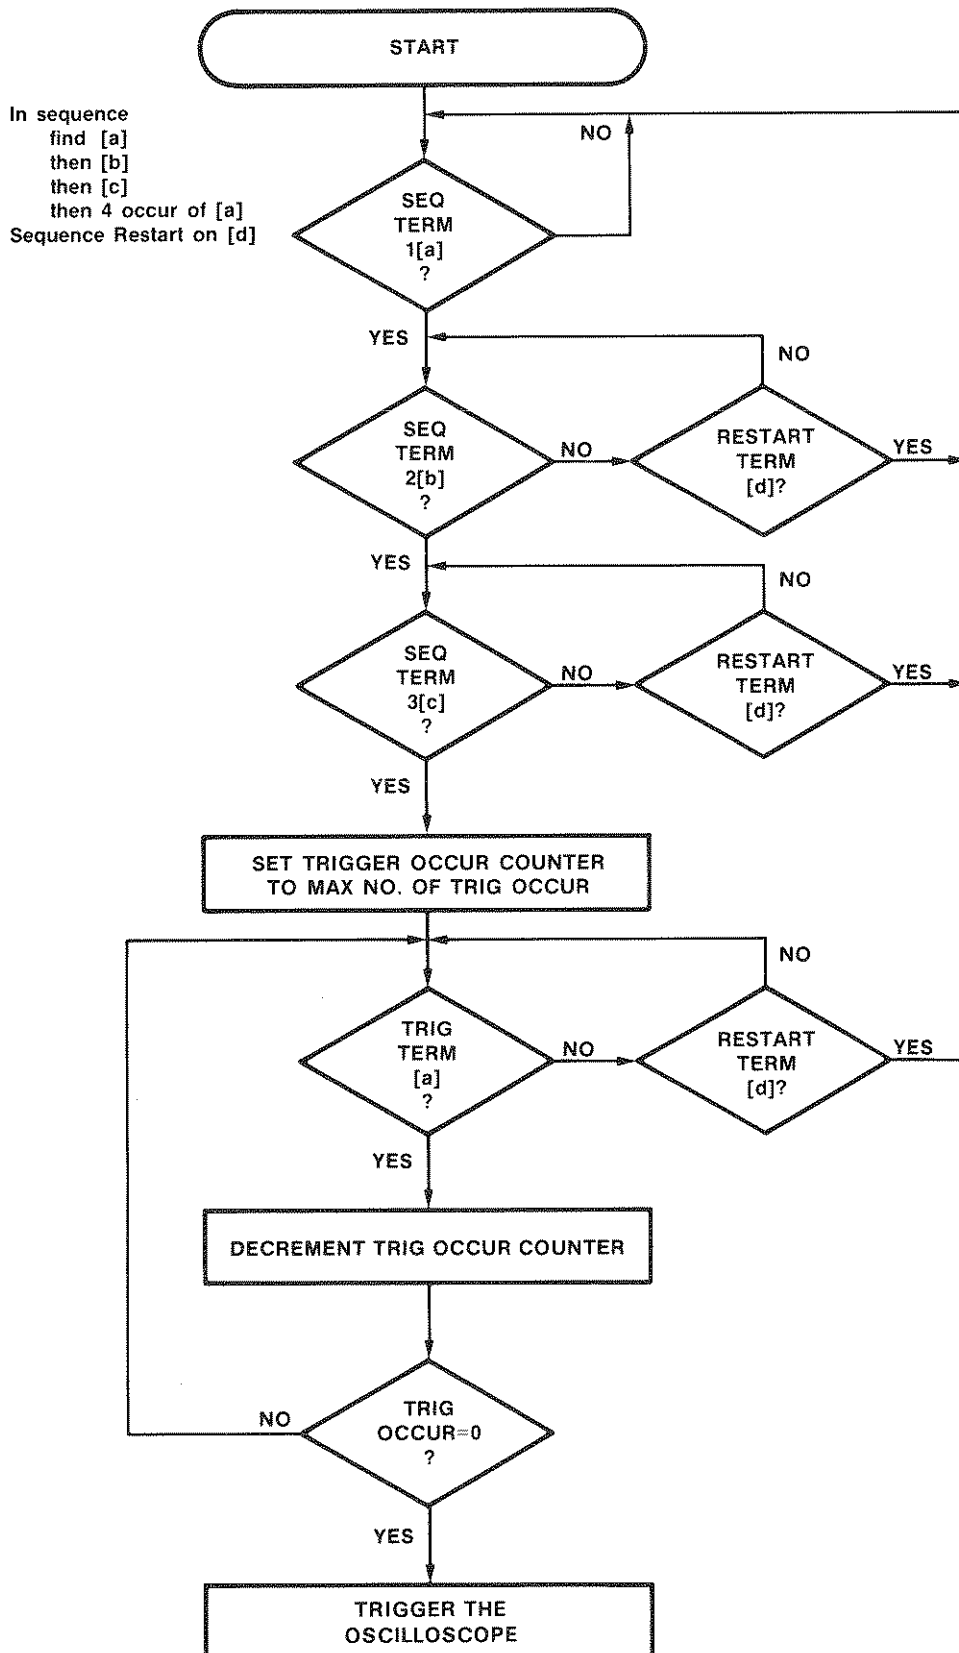 START
In sequence
find [a]
then [b]
then [c]
then 4 occur of [a]
Sequence Restart on [d]
NO
SEQ
TERM
1[a]
?
YES
NO
SEQ
TERM
2[b]
?
NO
RESTART
TERM
[d]?
YES
YES
NO
SEQ
TERM
3[c]
?
NO
RESTART
TERM
[d]?
YES
YES
SET TRIGGER OCCUR COUNTER
TO MAX NO. OF TRIG OCCUR
NO
TRIG
TERM
[a]
?
NO
RESTART
TERM
[d]?
YES
YES
DECREMENT TRIG OCCUR COUNTER
TRIG
OCCUR=0
?
NO
YES
TRIGGER THE
OSCILLOSCOPE